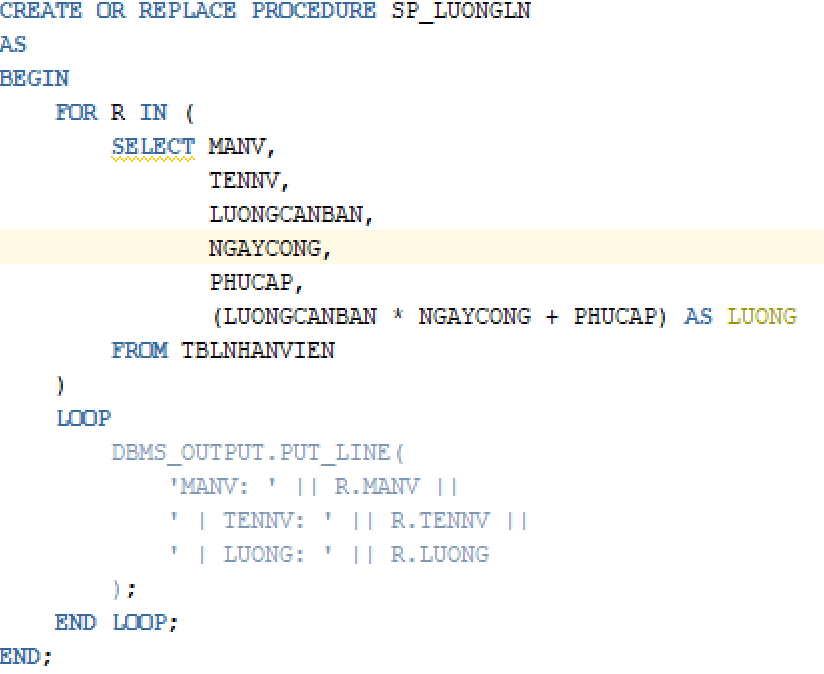 CREATE OR REPLACE PROCEDURE SP_LUONGLN
AS
BEGIN
    FOR R IN (
        SELECT MANV,
               TENNV,
               LUONGCANBAN,
               NGAYCONG,
               PHUCAP,
               (LUONGCANBAN * NGAYCONG + PHUCAP) AS LUONG
        FROM TBLNHANVIEN
    )
    LOOP
        DBMS_OUTPUT.PUT_LINE(
            'MANV: ' || R.MANV ||
            ' | TENNV: ' || R.TENNV ||
            ' | LUONG: ' || R.LUONG
        );
    END LOOP;
END;